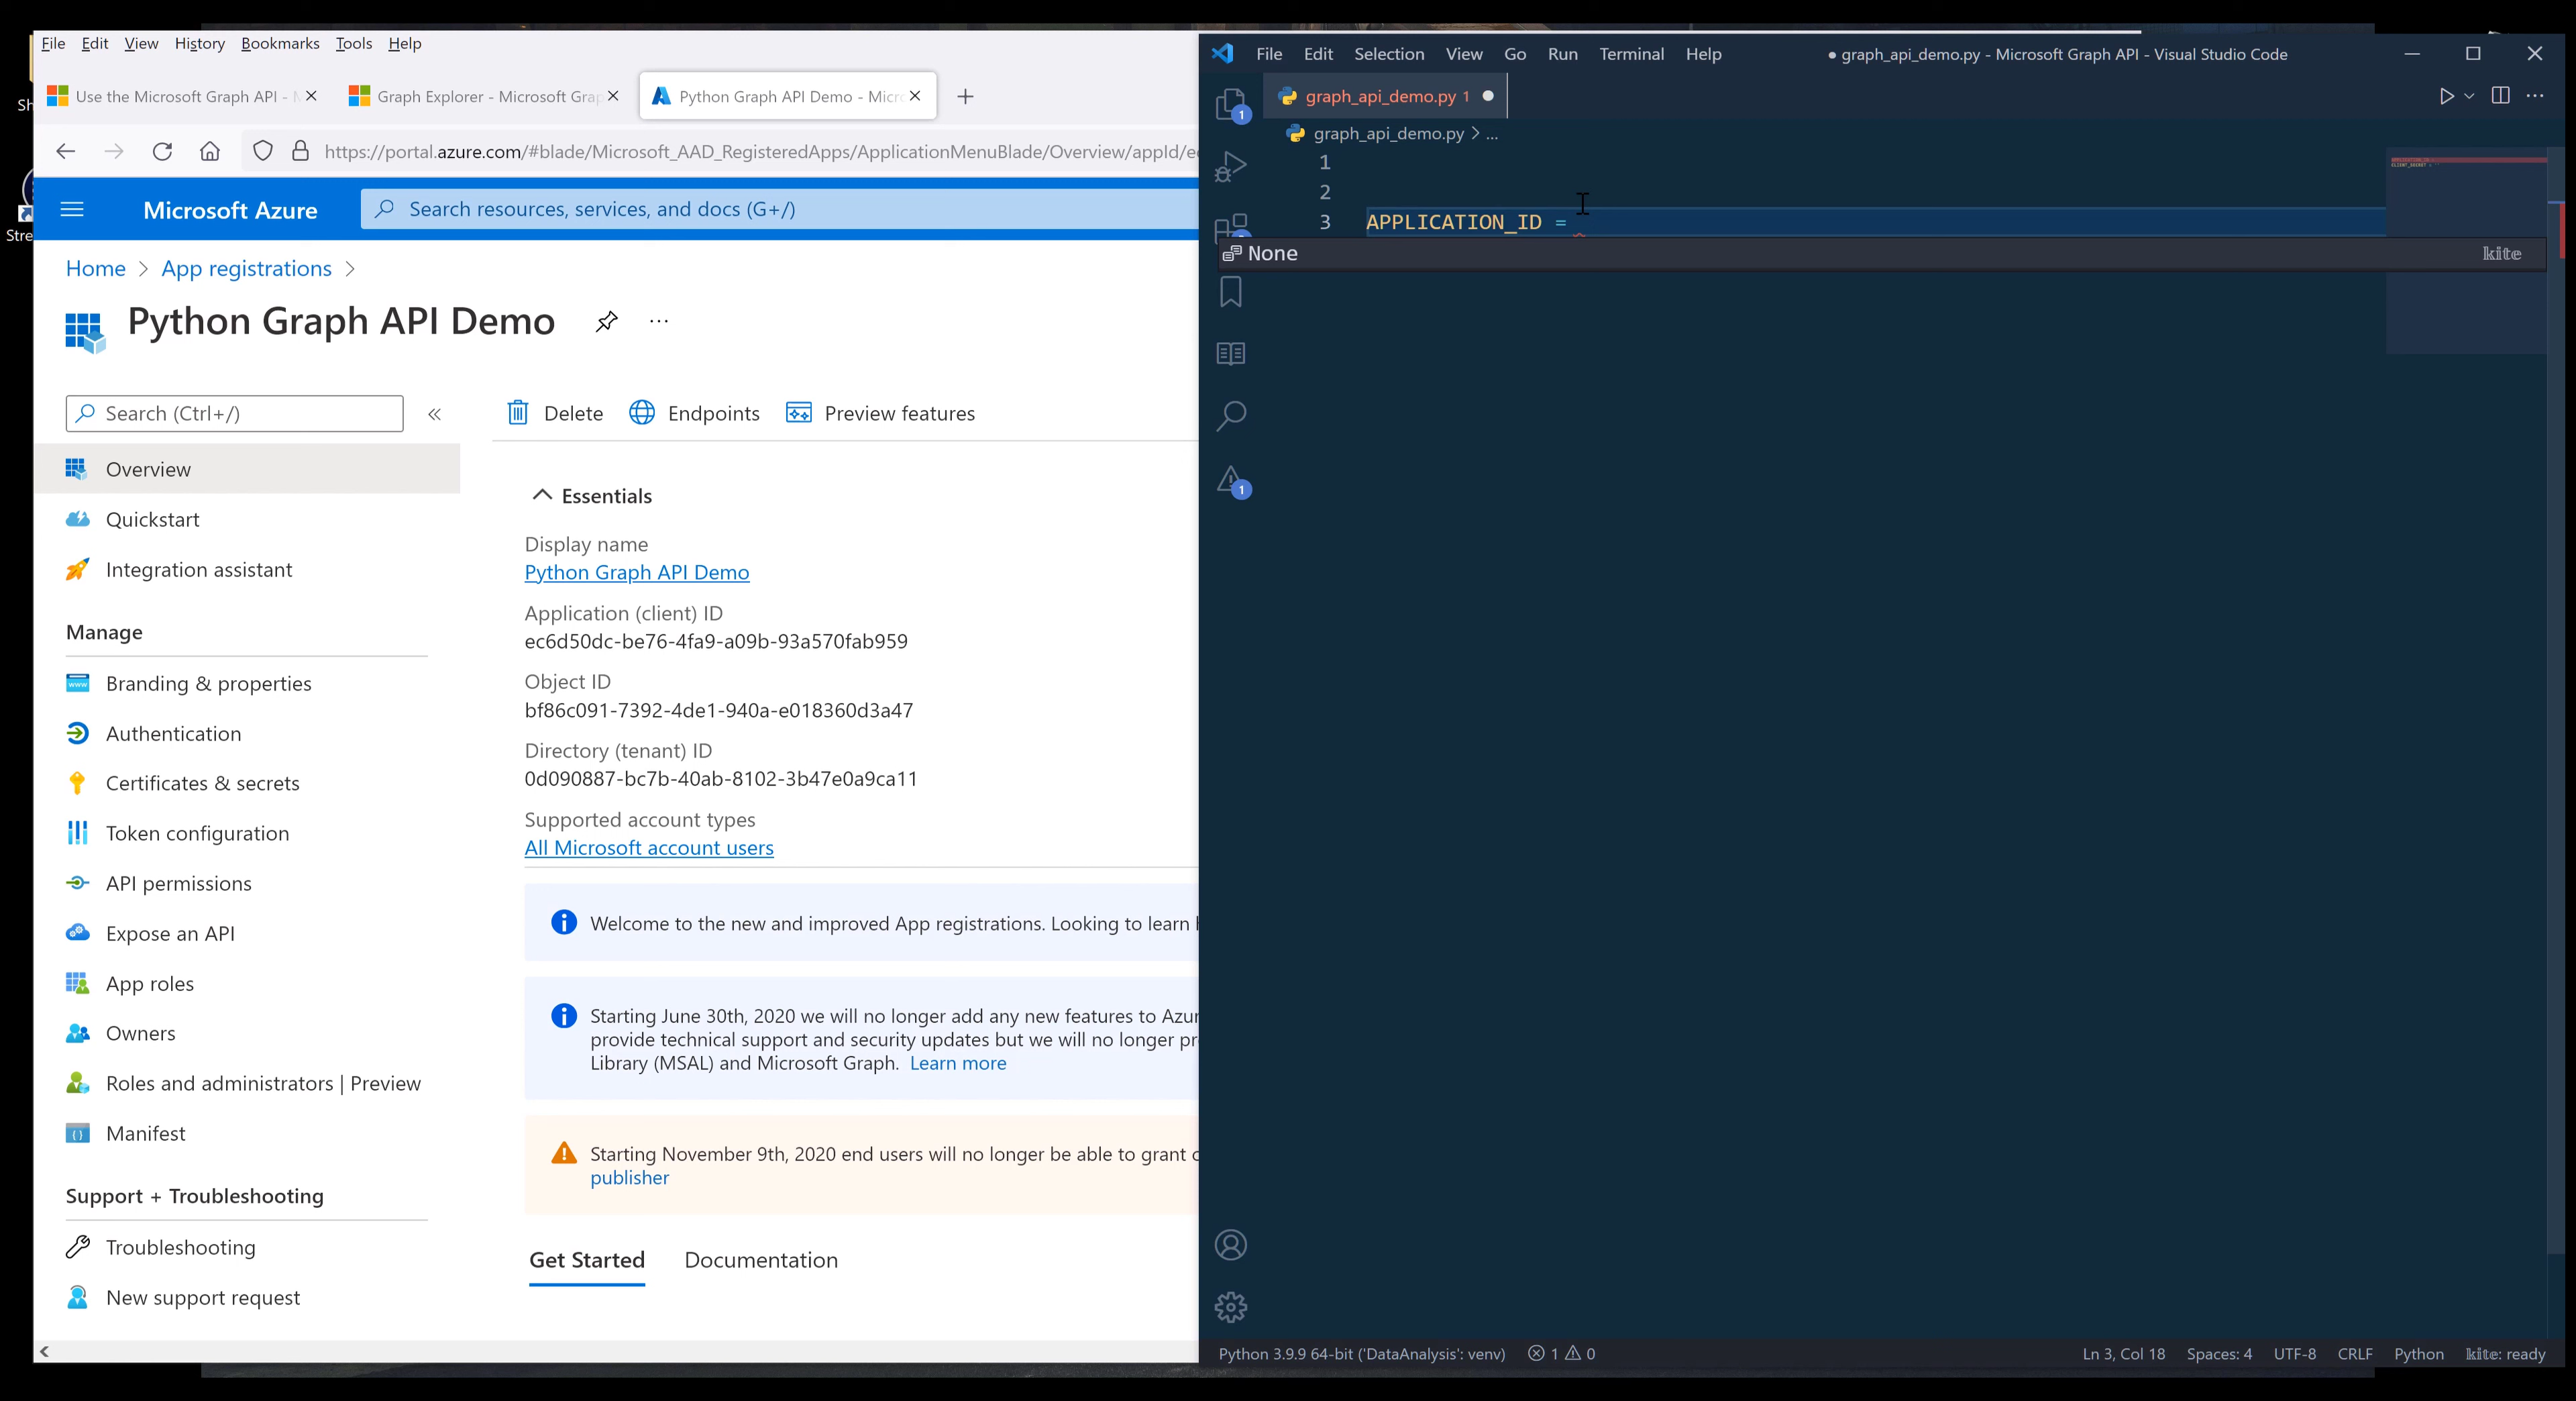 Sh
Stre
File Edit View History Bookmarks Tools Help
Use the Microsoft Graph API - M
Graph Explorer - Microsoft Grap
Python Graph API Demo - Micro
https://portal.azure.com/#blade/Microsoft_AAD_RegisteredApps/ApplicationMenuBlade/Overview/appId/ec
Microsoft Azure
Search resources, services, and docs (G+/)
Home > App registrations >
Python Graph API Demo
Search (Ctrl+/)
Overview
Quickstart
Integration assistant
Manage
Branding & properties
Authentication
Certificates & secrets
Token configuration
API permissions
Expose an API
App roles
Owners
Roles and administrators | Preview
Manifest
Support + Troubleshooting
Troubleshooting
New support request
Delete Endpoints Preview features
Essentials
Display name
Python Graph API Demo
Application (client) ID
ec6d50dc-be76-4fa9-a09b-93a570fab959
Object ID
bf86c091-7392-4de1-940a-e018360d3a47
Directory (tenant) ID
0d090887-bc7b-40ab-8102-3b47e0a9ca11
Supported account types
All Microsoft account users
Welcome to the new and improved App registrations. Looking to learn
Starting June 30th, 2020 we will no longer add any new features to Azur
provide technical support and security updates but we will no longer pr
Library (MSAL) and Microsoft Graph. Learn more
Starting November 9th, 2020 end users will no longer be able to grant c
publisher
Get Started Documentation
File Edit Selection View Go Run Terminal Help
● graph_api_demo.py - Microsoft Graph API - Visual Studio Code
graph_api_demo.py 1
graph_api_demo.py > ...
1
2
3 APPLICATION_ID =
None kite
1
1
Python 3.9.9 64-bit ('DataAnalysis': venv) 1 0 Ln 3, Col 18 Spaces: 4 UTF-8 CRLF Python kite: ready